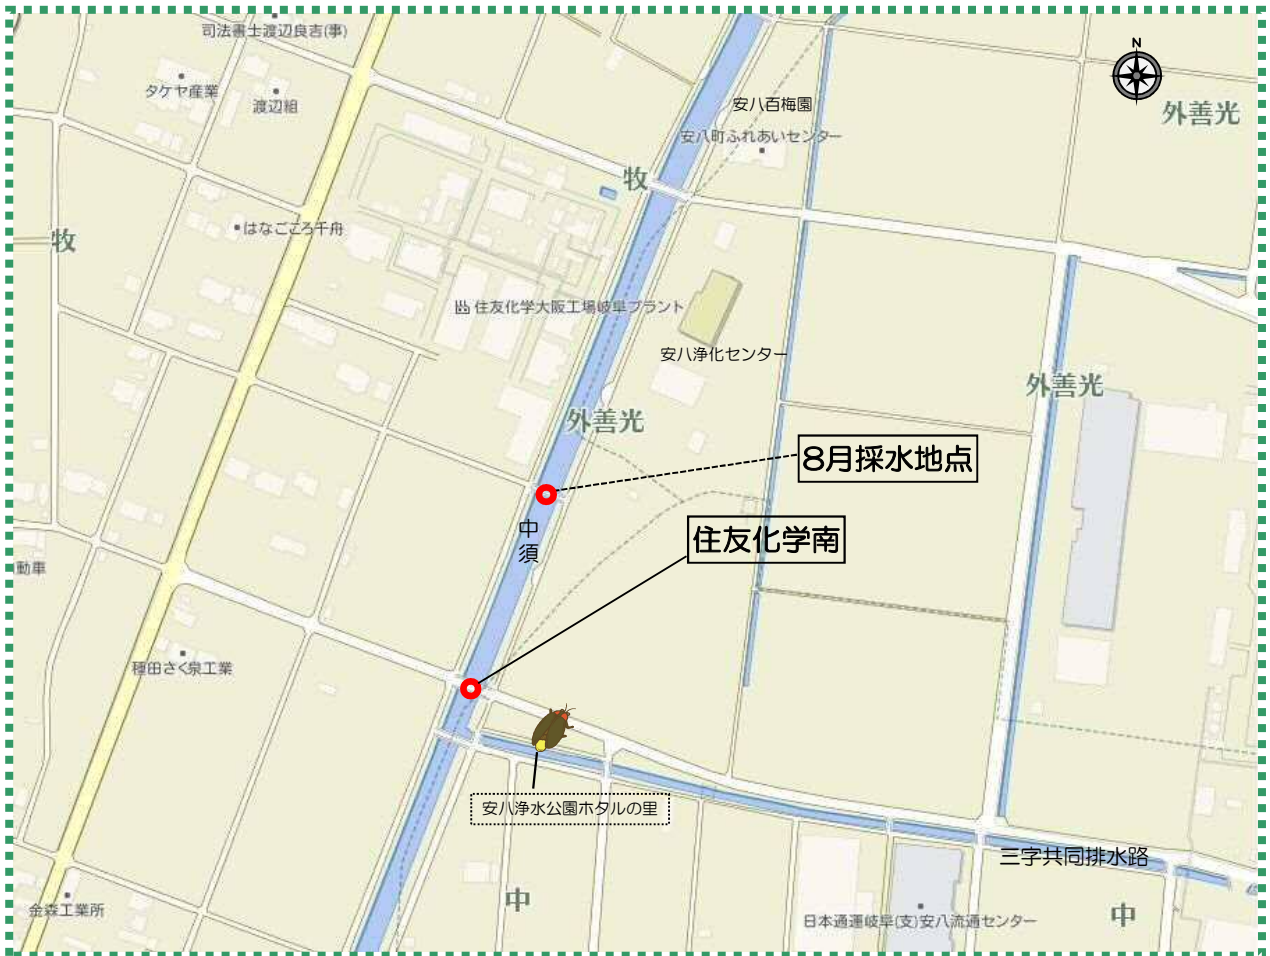 司法書士渡辺良吉(事)
N
タケヤ産業
渡辺組
安八百梅園
外善光
安八町ふれあいセンター
牧
はなごころ千舟
牧
住友化学大阪工場岐阜プラント
安八浄化センター
外善光
外善光
8月採水地点
中須
住友化学南
動車
種田さく泉工業
安八浄水公園ホタルの里
三字共同排水路
中
金森工業所
日本通運岐阜(支)安八流通センター
中